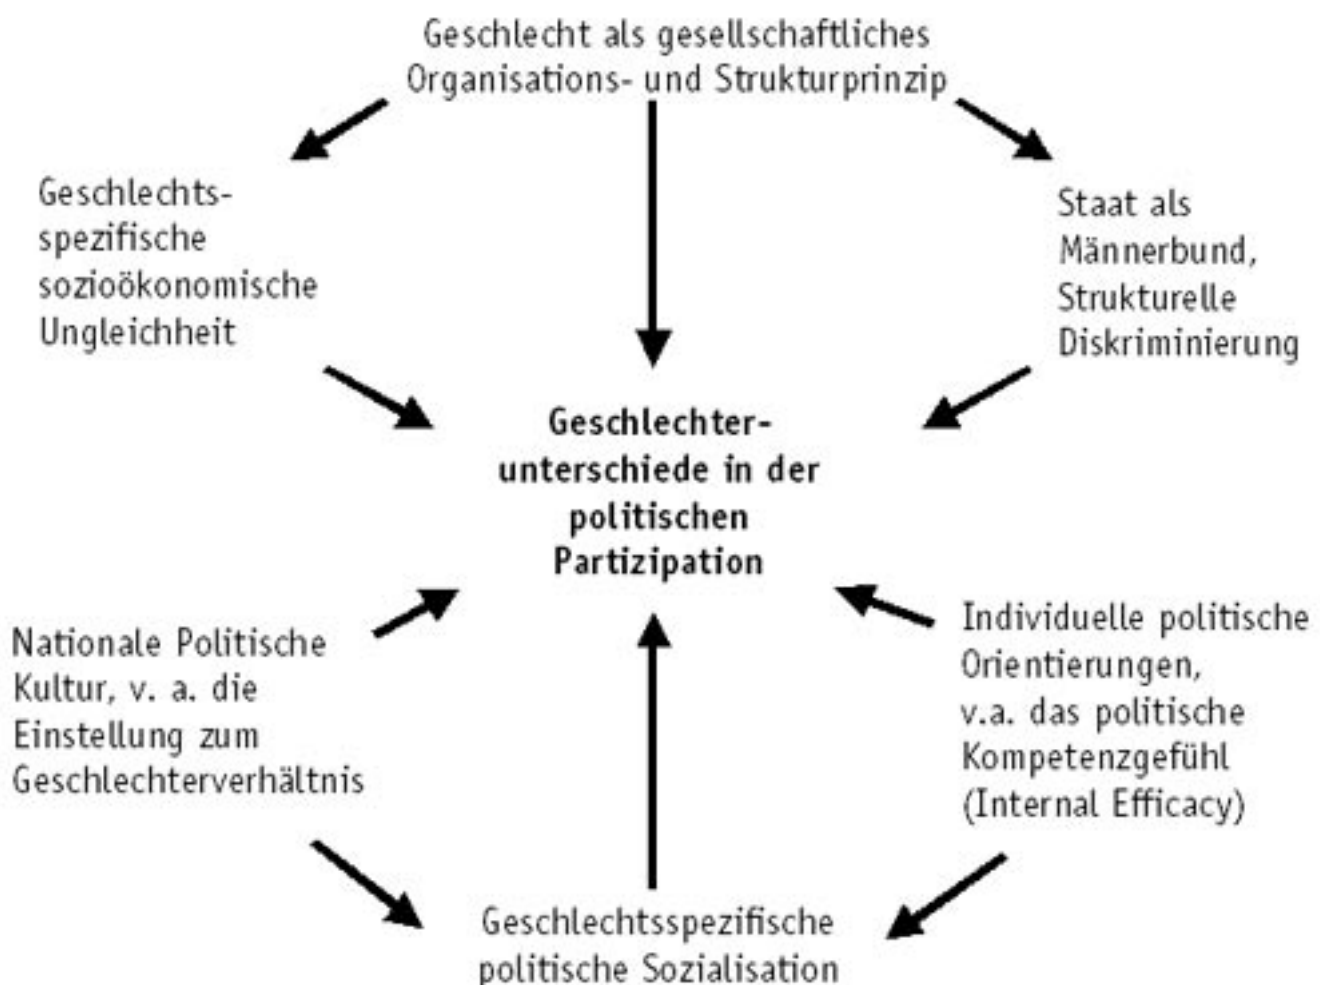 Geschlecht als gesellschaftliches
Organisations- und Strukturprinzip
Geschlechts-
spezifische
sozioökonomische
Ungleichheit
Staat als
Männerbund,
Strukturelle
Diskriminierung
Geschlechter-
unterschiede in der
politischen
Partizipation
Nationale Politische
Kultur, v. a. die
Einstellung zum
Geschlechterverhältnis
Individuelle politische
Orientierungen,
v.a. das politische
Kompetenzgefühl
(Internal Efficacy)
Geschlechtsspezifische
politische Sozialisation